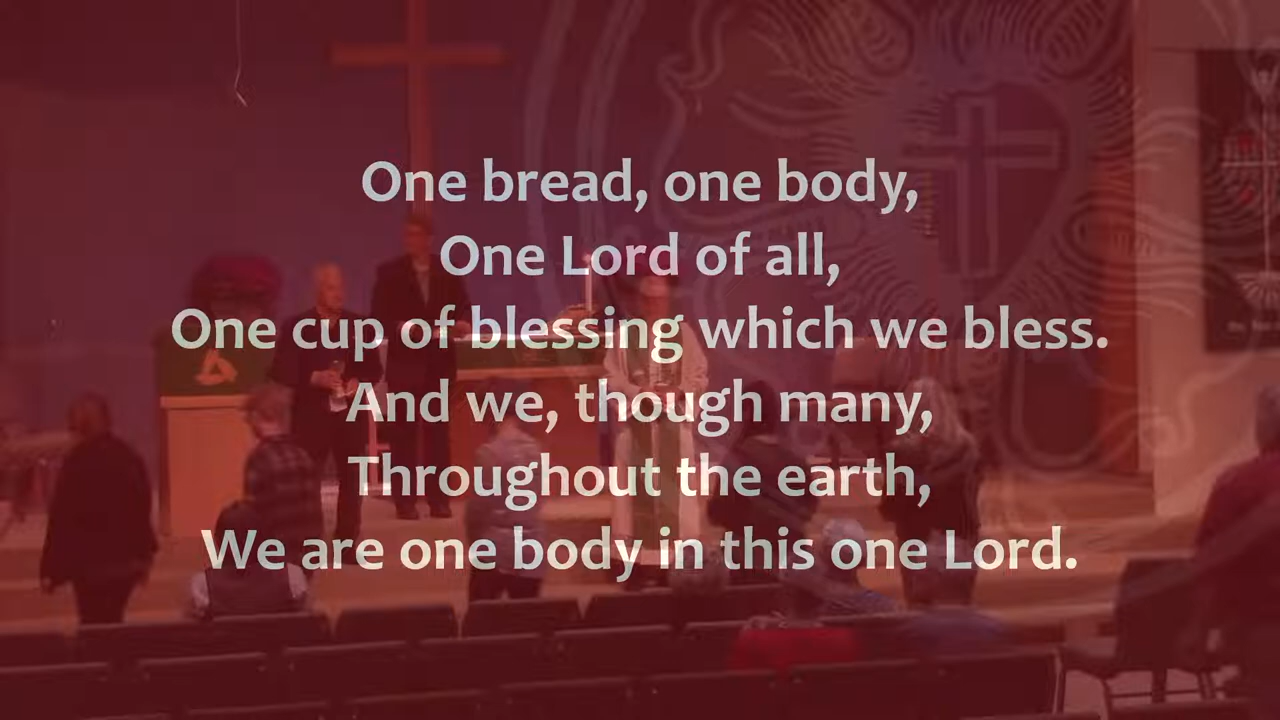 One bread, one body,
One Lord of all,
One cup of blessing which we bless.
And we, though many,
Throughout the earth,
We are one body in this one Lord.